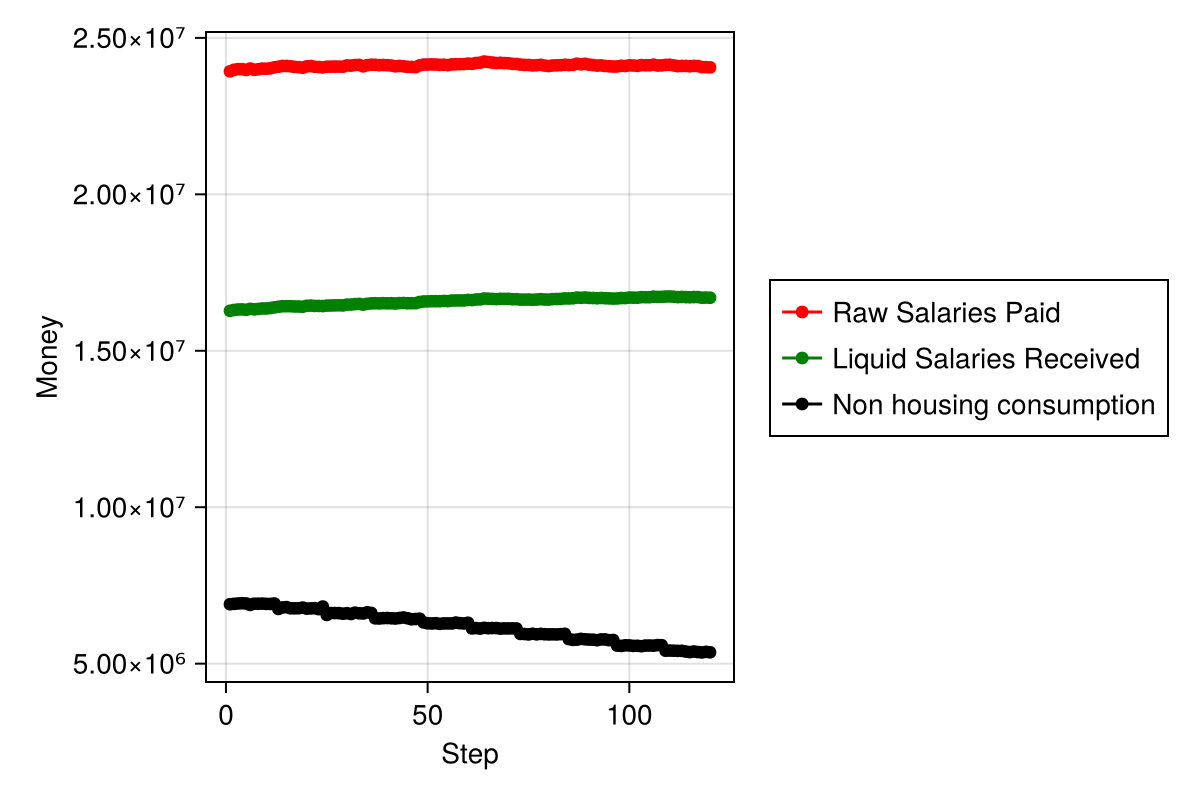 2.50×10⁷
2.00×10⁷
1.50×10⁷
1.00×10⁷
5.00×10⁶
Money
0 50 100
Step
Raw Salaries Paid
Liquid Salaries Received
Non housing consumption